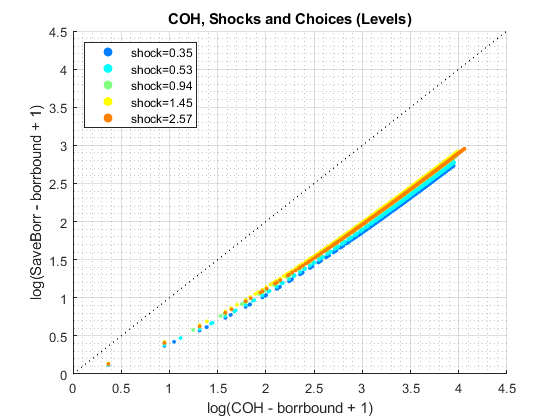 COH, Shocks and Choices (Levels)
4.5
4
3.5
3
2.5
2
1.5
1
0.5
0
log(SaveBorr - borrbound + 1)
shock=0.35
shock=0.53
shock=0.94
shock=1.45
shock=2.57
0 0.5 1 1.5 2 2.5 3 3.5 4 4.5
log(COH - borrbound + 1)